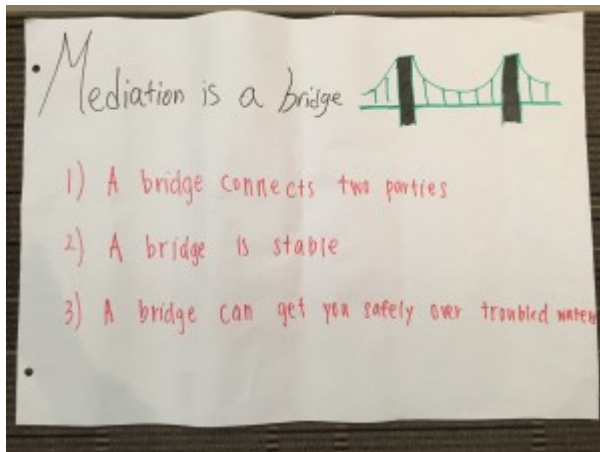 Mediation is a bridge
1) A bridge connects two parties
2) A bridge is stable
3) A bridge can get you safely over troubled waters